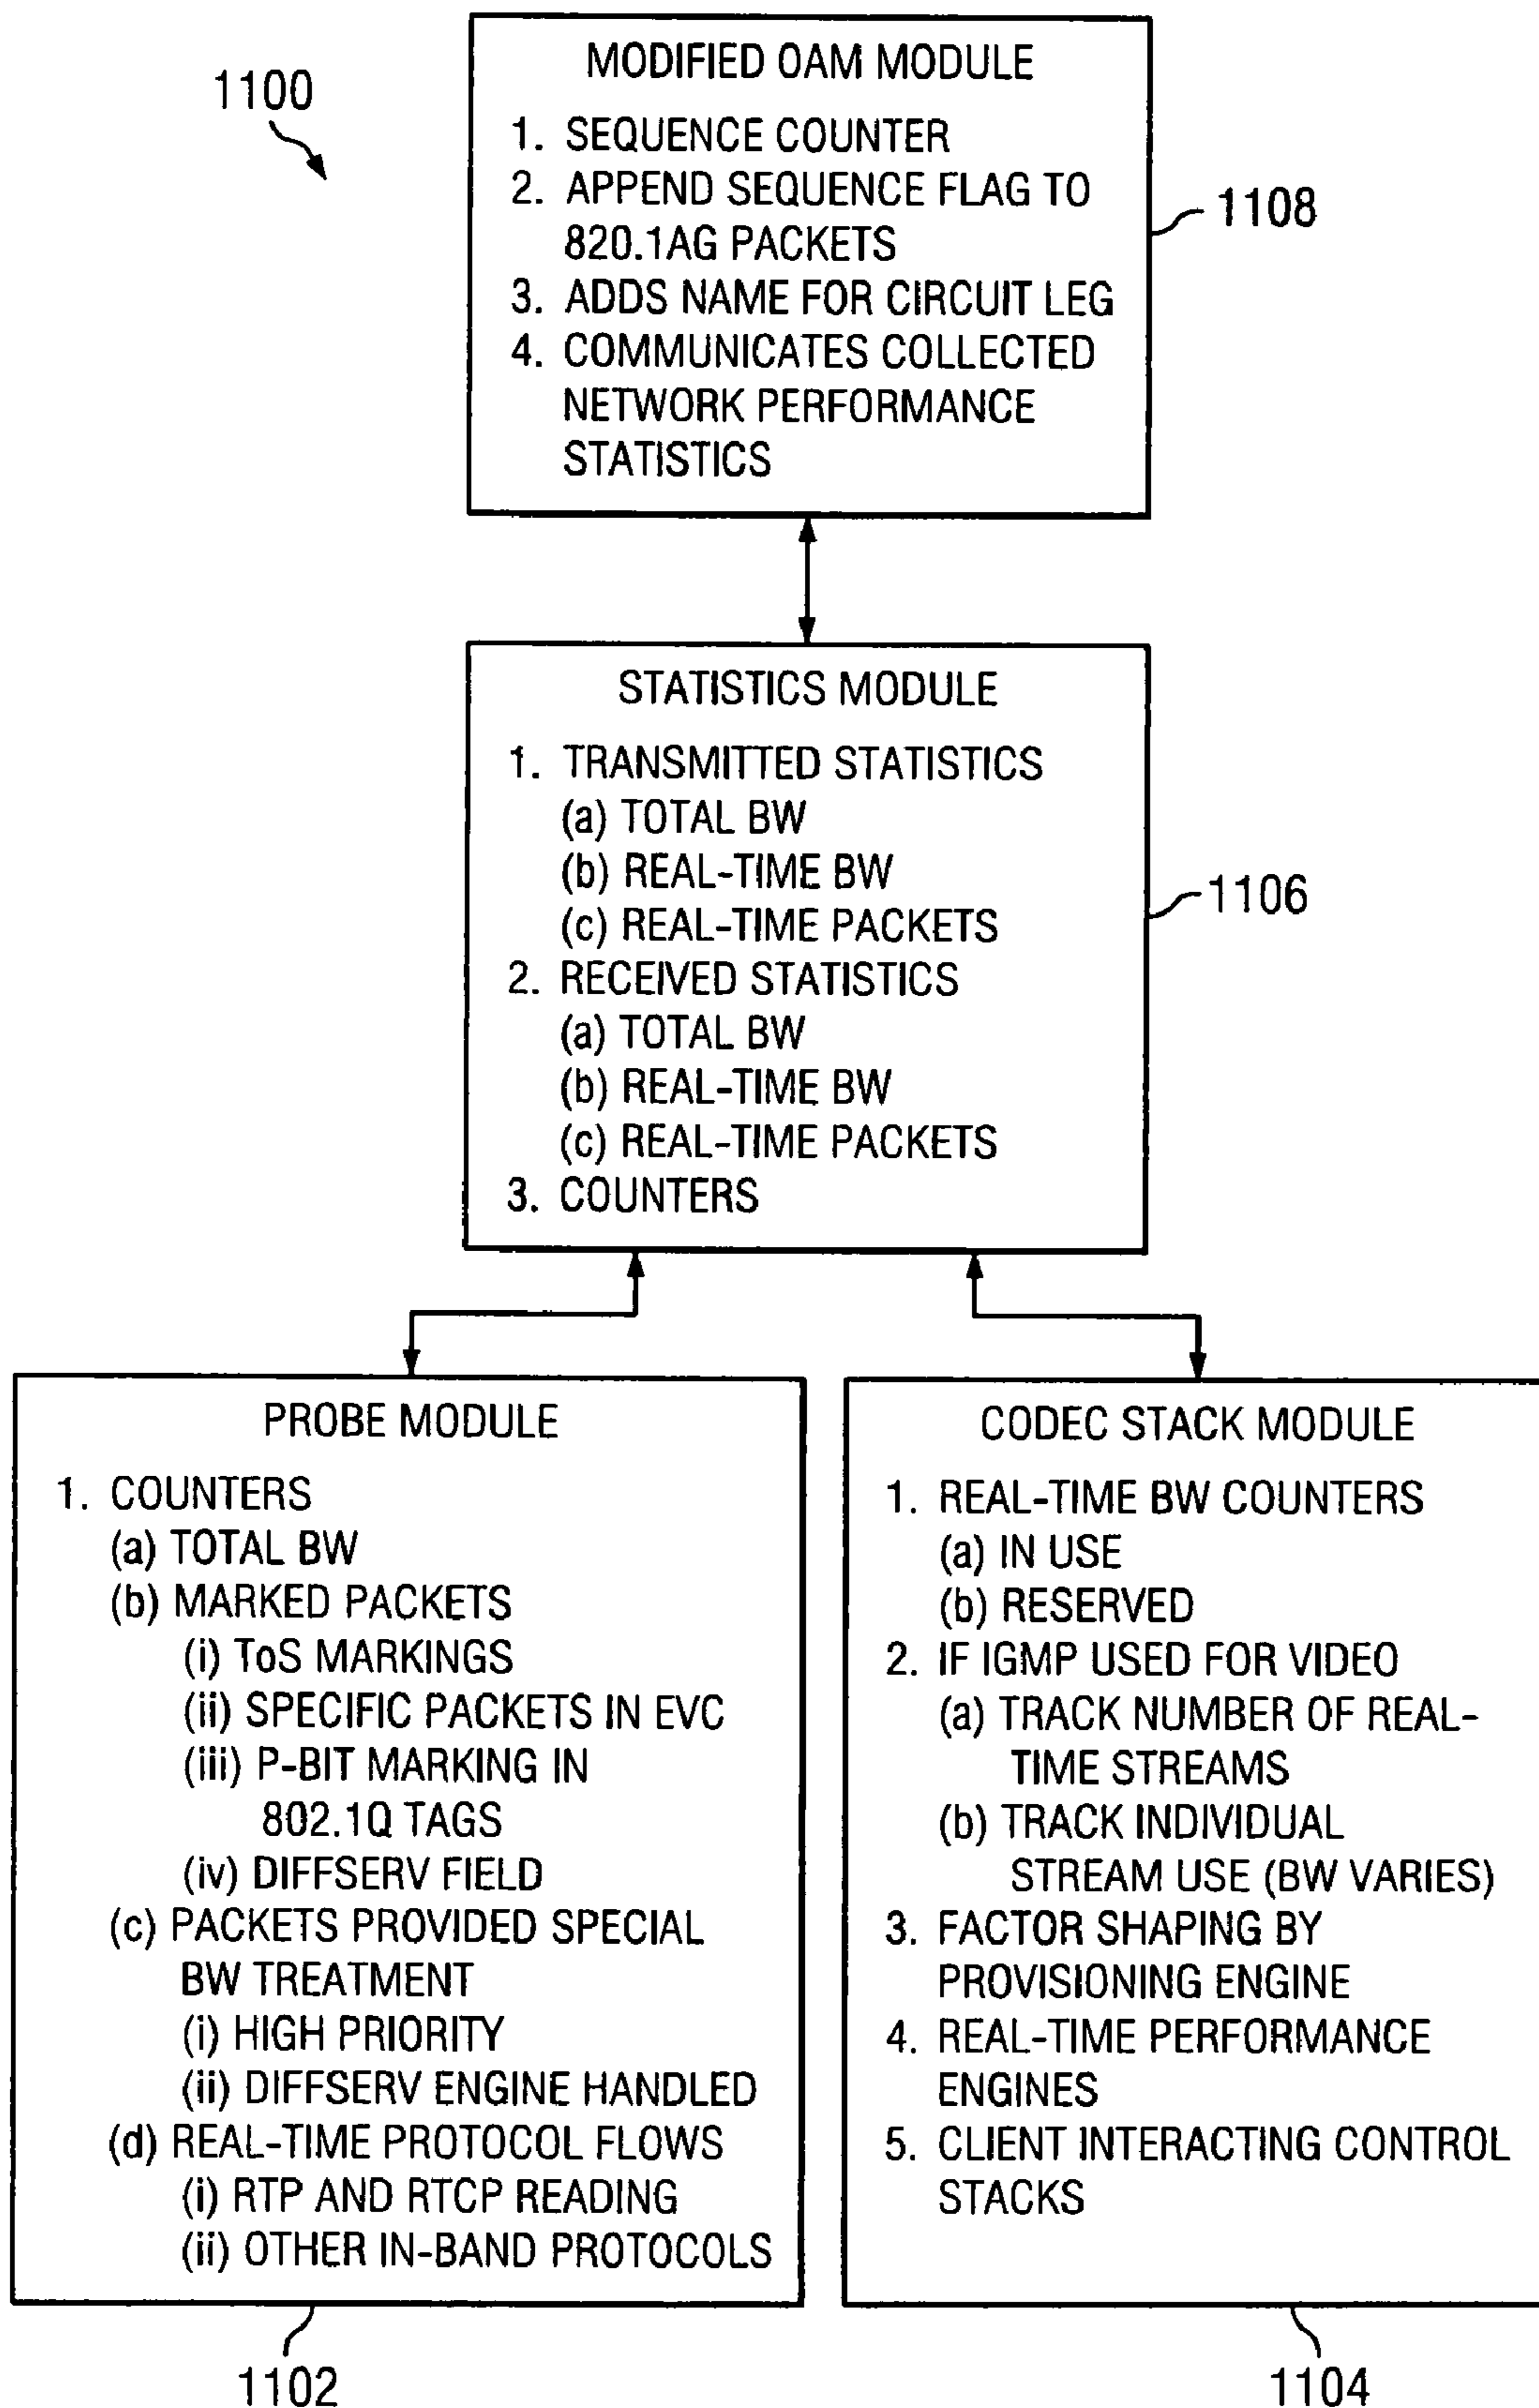 1100
MODIFIED OAM MODULE
1. SEQUENCE COUNTER
2. APPEND SEQUENCE FLAG TO
820.1AG PACKETS
3. ADDS NAME FOR CIRCUIT LEG
4. COMMUNICATES COLLECTED
NETWORK PERFORMANCE
STATISTICS
1108
STATISTICS MODULE
1. TRANSMITTED STATISTICS
(a) TOTAL BW
(b) REAL-TIME BW
(c) REAL-TIME PACKETS
2. RECEIVED STATISTICS
(a) TOTAL BW
(b) REAL-TIME BW
(c) REAL-TIME PACKETS
3. COUNTERS
1106
PROBE MODULE
1. COUNTERS
(a) TOTAL BW
(b) MARKED PACKETS
(i) ToS MARKINGS
(ii) SPECIFIC PACKETS IN EVC
(iii) P-BIT MARKING IN
802.1Q TAGS
(iv) DIFFSERV FIELD
(c) PACKETS PROVIDED SPECIAL
BW TREATMENT
(i) HIGH PRIORITY
(ii) DIFFSERV ENGINE HANDLED
(d) REAL-TIME PROTOCOL FLOWS
(i) RTP AND RTCP READING
(ii) OTHER IN-BAND PROTOCOLS
1102
CODEC STACK MODULE
1. REAL-TIME BW COUNTERS
(a) IN USE
(b) RESERVED
2. IF IGMP USED FOR VIDEO
(a) TRACK NUMBER OF REAL-
TIME STREAMS
(b) TRACK INDIVIDUAL
STREAM USE (BW VARIES)
3. FACTOR SHAPING BY
PROVISIONING ENGINE
4. REAL-TIME PERFORMANCE
ENGINES
5. CLIENT INTERACTING CONTROL
STACKS
1104